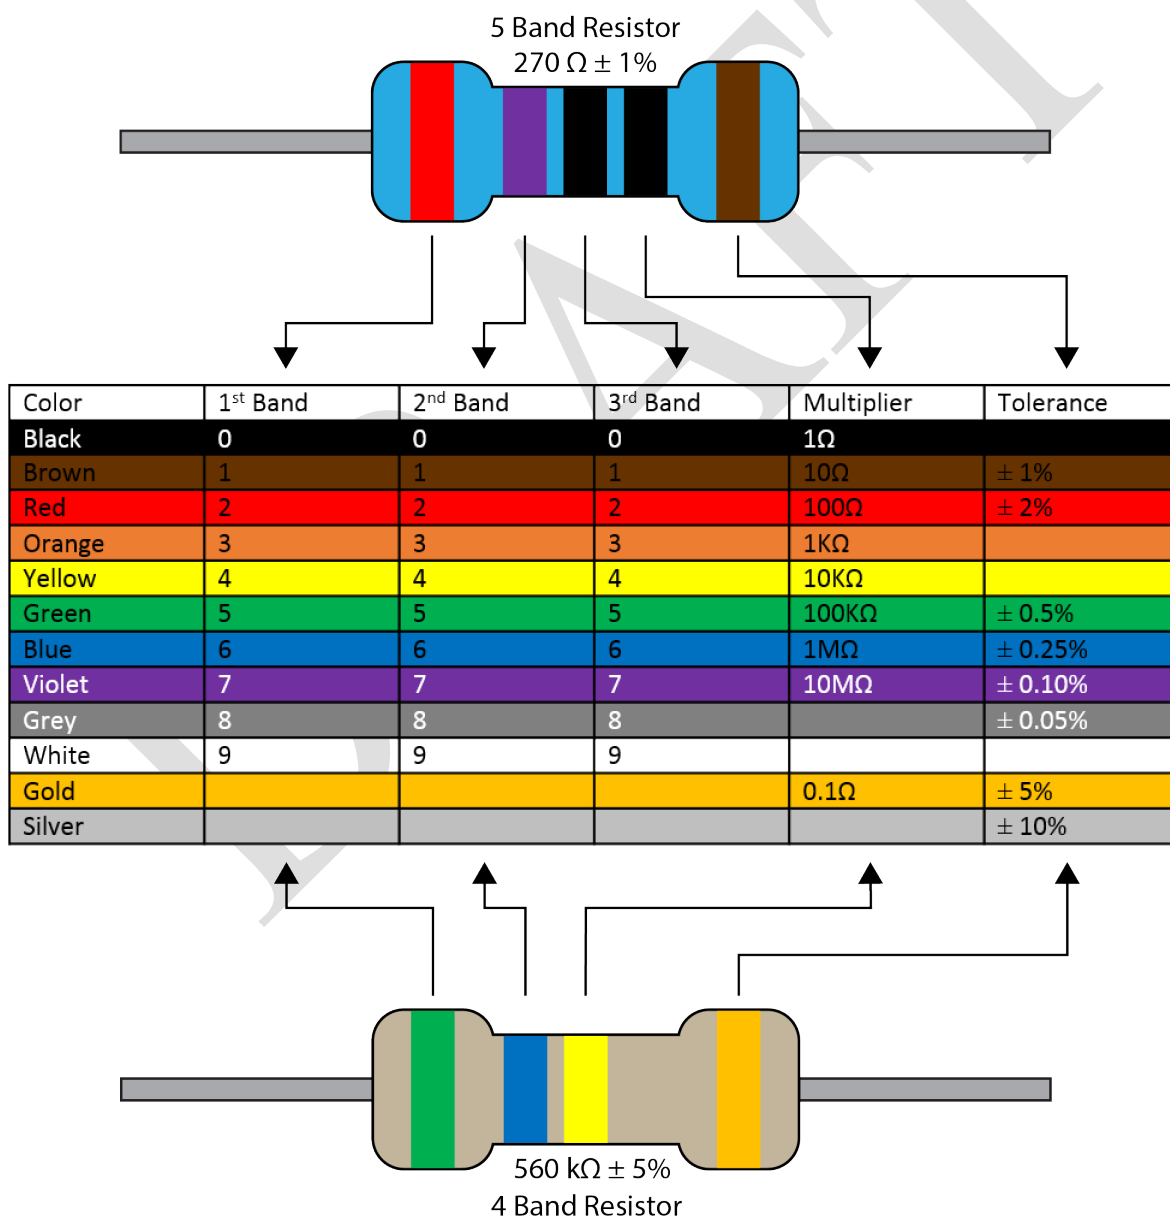 5 Band Resistor
270 Ω ± 1%
Color 1st Band 2nd Band 3rd Band Multiplier Tolerance
Black 0 0 0 1Ω
Brown 1 1 1 10Ω ± 1%
Red 2 2 2 100Ω ± 2%
Orange 3 3 3 1KΩ
Yellow 4 4 4 10KΩ
Green 5 5 5 100KΩ ± 0.5%
Blue 6 6 6 1MΩ ± 0.25%
Violet 7 7 7 10MΩ ± 0.10%
Grey 8 8 8 ± 0.05%
White 9 9 9
Gold 0.1Ω ± 5%
Silver ± 10%
560 kΩ ± 5%
4 Band Resistor
DRAFT